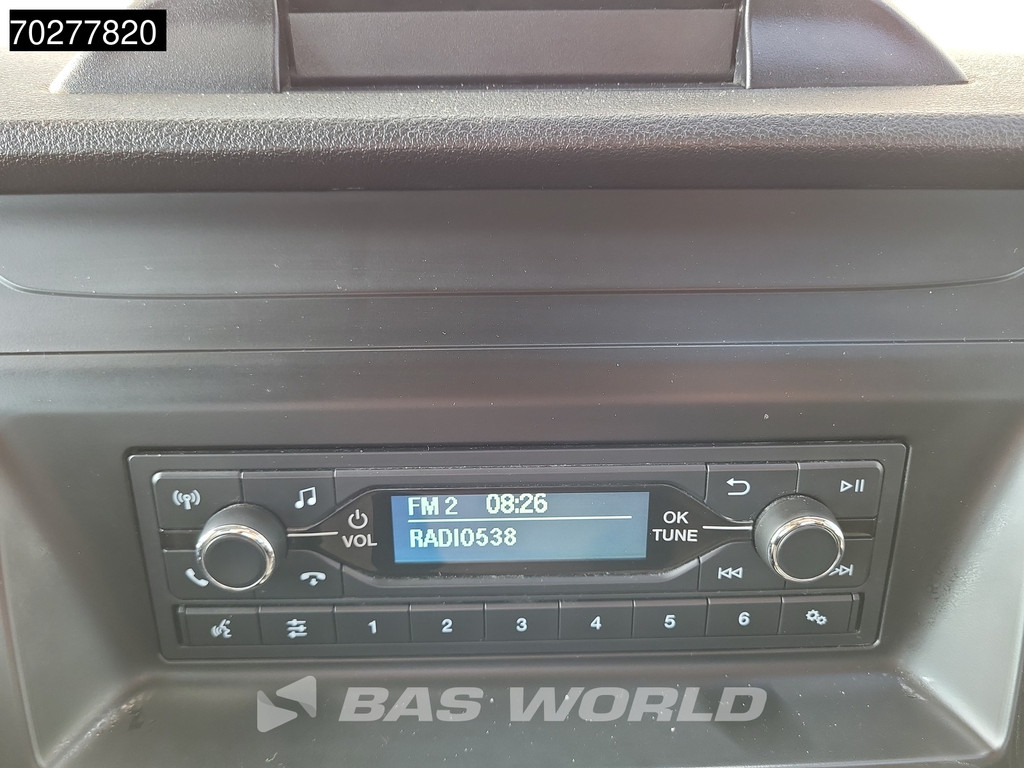 70277820
FM 2 08:26
RADIO538
VOL
OK
TUNE
1 2 3 4 5 6
BAS WORLD